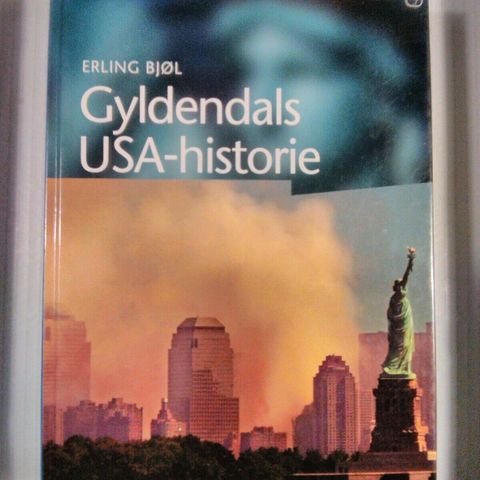 ERLING BJØL
Gyldendals
USA-historie